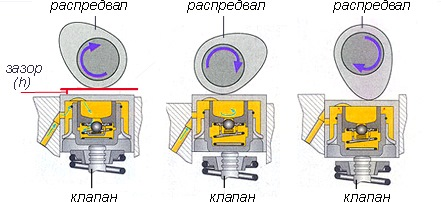 распредвал
распредвал
распредвал
зазор
(h)
клапан
клапан
клапан